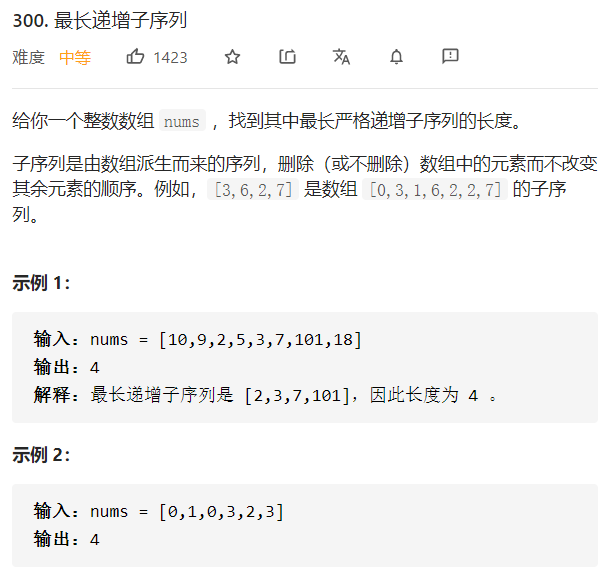 300. 最长递增子序列
难度 中等 1423
给你一个整数数组 nums ，找到其中最长严格递增子序列的长度。
子序列是由数组派生而来的序列，删除（或不删除）数组中的元素而不改变
其余元素的顺序。例如，[3,6,2,7] 是数组 [0,3,1,6,2,2,7] 的子序
列。
示例 1：
输入：nums = [10,9,2,5,3,7,101,18]
输出：4
解释：最长递增子序列是 [2,3,7,101]，因此长度为 4 。
示例 2：
输入：nums = [0,1,0,3,2,3]
输出：4